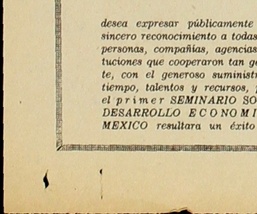 desea expresar públicamente
sincero reconocimiento a todas
personas, compañías, agencias
tuciones que cooperaron tan ge
te, con el generoso suministr
tiempo, talentos y recursos,
el primer SEMINARIO SO
DESARROLLO ECONOMI
MEXICO resultara un éxito